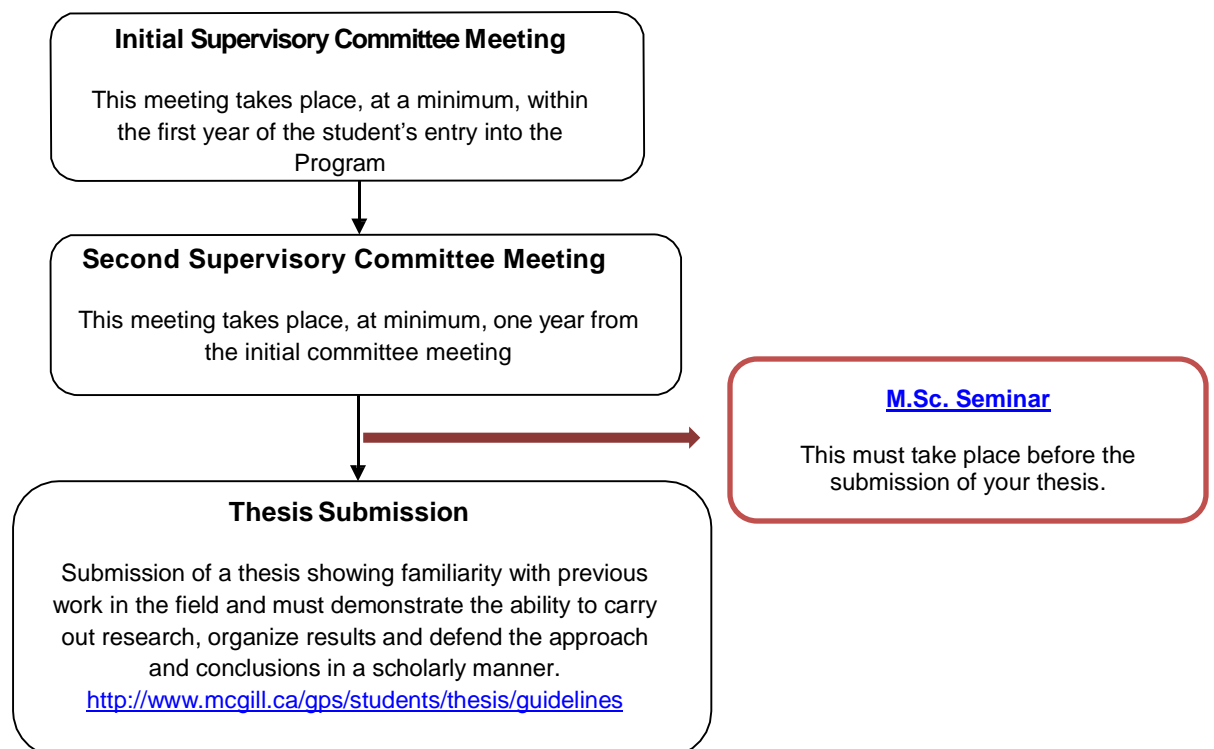 Initial Supervisory Committee Meeting
This meeting takes place, at a minimum, within
the first year of the student’s entry into the
Program
Second Supervisory Committee Meeting
This meeting takes place, at minimum, one year from
the initial committee meeting
M.Sc. Seminar
This must take place before the
submission of your thesis.
Thesis Submission
Submission of a thesis showing familiarity with previous
work in the field and must demonstrate the ability to carry
out research, organize results and defend the approach
and conclusions in a scholarly manner.
http://www.mcgill.ca/gps/students/thesis/guidelines